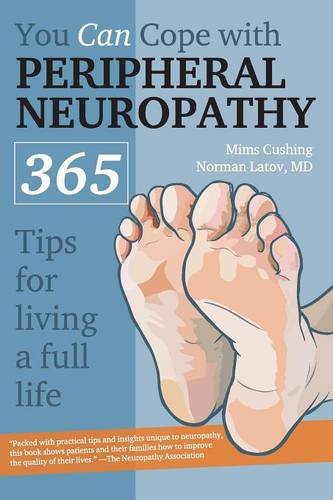 You Can Cope with
PERIPHERAL
NEUROPATHY
Mims Cushing
Norman Latov, MD
365
Tips
for
living
a full
life
“Packed with practical tips and insights unique to neuropathy,
this book shows patients and their families how to improve
the quality of their lives.” —The Neuropathy Association